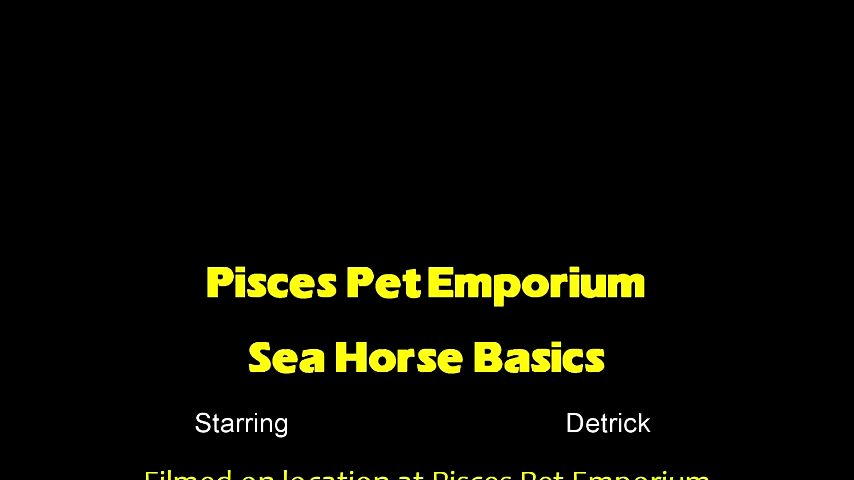 Pisces Pet Emporium
Sea Horse Basics
Starring Detrick
Filmed on location at Pisces Pet Emporium